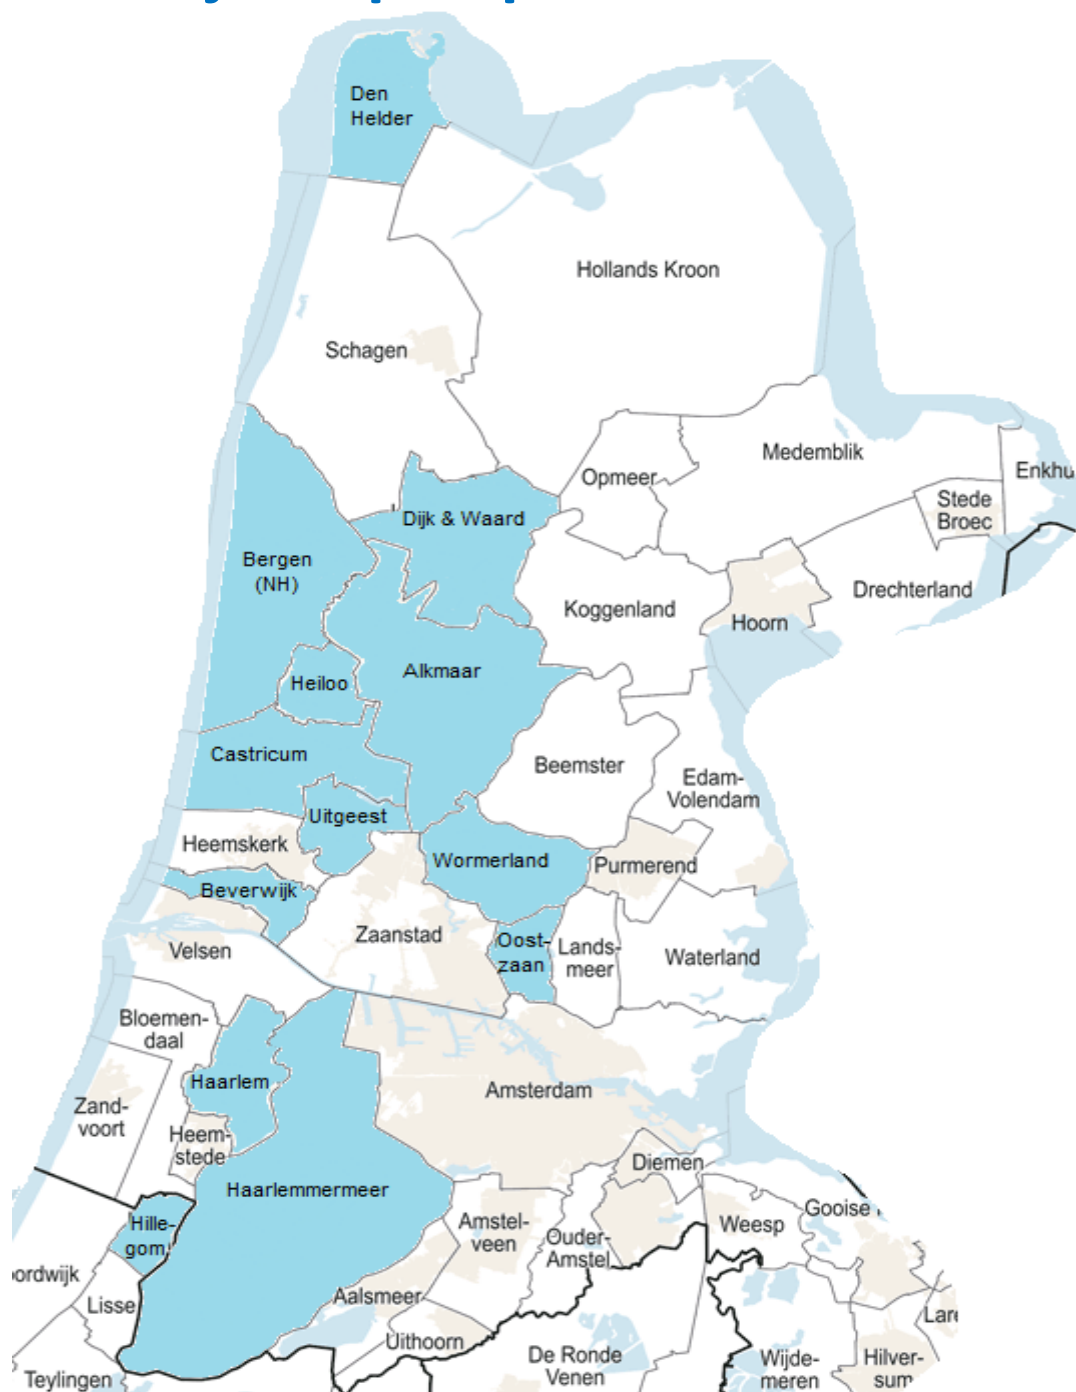 Den
Helder
Hollands Kroon
Schagen
Medemblik
Opmeer
Enkhu
Stede
Broec
Dijk & Waard
Bergen
(NH)
Drechterland
Koggenland
Hoorn
Alkmaar
Heiloo
Castricum
Beemster
Edam-
Volendam
Uitgeest
Heemskerk
Wormerland
Purmerend
Beverwijk
Zaanstad
Oost-
zaan
Lands-
meer
Waterland
Velsen
Bloemen-
daal
Haarlem
Amsterdam
Zand-
voort
Heem-
stede
Diemen
Haarlemmermeer
Gooise
Hille-
gom
Amstel-
veen
Ouder-
Amstel
Weesp
oordwijk
Lisse
Aalsmeer
Uithoorn
Lare
De Ronde
Venen
Wijde-
meren
Hilver-
sum
Teylingen